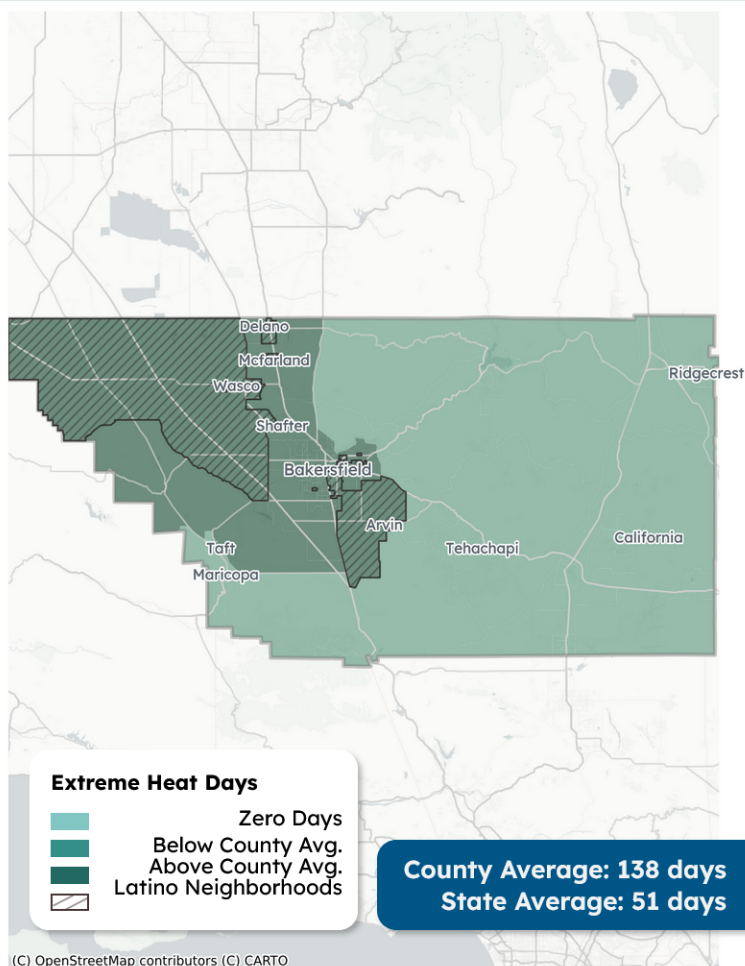 Delano
Mcfarland
Ridgecrest
Wasco
Shafter
Bakersfield
Arvin
California
Taft
Tehachapi
Maricopa
Extreme Heat Days
Zero Days
Below County Avg.
Above County Avg.
Latino Neighborhoods
County Average: 138 days
State Average: 51 days
(C) OpenStreetMap contributors (C) CARTO